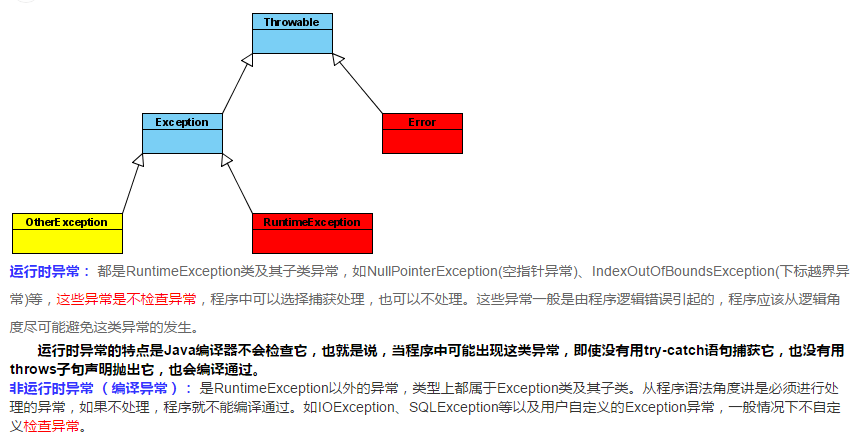 Throwable
Exception
Error
OtherException
RuntimeException
运行时异常： 都是RuntimeException类及其子类异常，如NullPointerException(空指针异常)、IndexOutOfBoundsException(下标越界异
常)等，这些异常是不检查异常，程序中可以选择捕获处理，也可以不处理。这些异常一般是由程序逻辑错误引起的，程序应该从逻辑角
度尽可能避免这类异常的发生。
运行时异常的特点是Java编译器不会检查它，也就是说，当程序中可能出现这类异常，即使没有用try-catch语句捕获它，也没有用
throws子句声明抛出它，也会编译通过。
非运行时异常（编译异常）： 是RuntimeException以外的异常，类型上都属于Exception类及其子类。从程序语法角度讲是必须进行处
理的异常，如果不处理，程序就不能编译通过。如IOException、SQLException等以及用户自定义的Exception异常，一般情况下不自定
义检查异常。